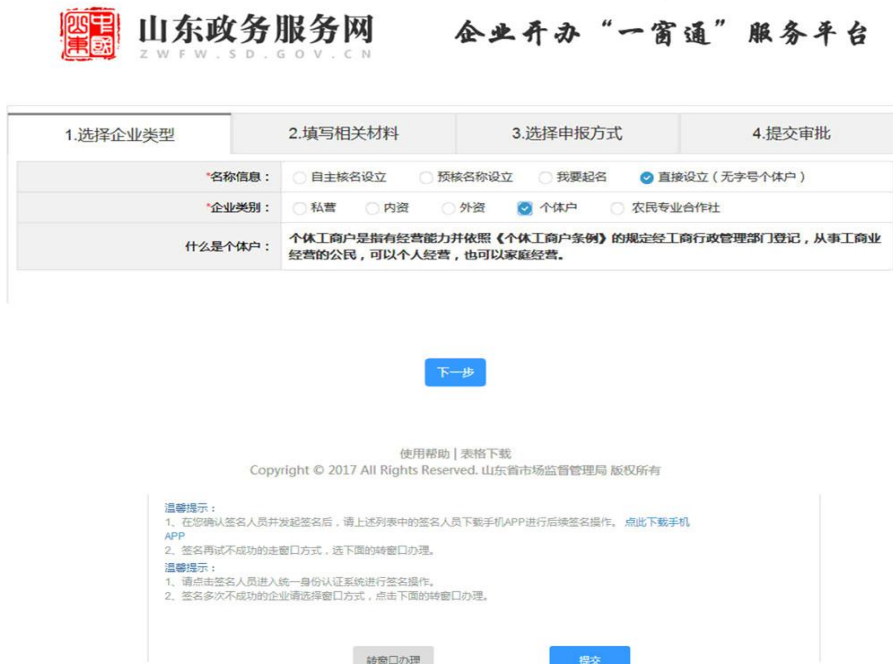 中國山東
山东政务服务网
ZWFW.SD.GOV.CN
企业开办“一窗通”服务平台
1.选择企业类型 2.填写相关材料 3.选择申报方式 4.提交审批
*名称信息： 自主核名设立 预核名称设立 我要起名 直接设立（无字号个体户）
*企业类别： 私营 内资 外资 个体户 农民专业合作社
什么是个体户： 个体工商户是指有经营能力并依照《个体工商户条例》的规定经工商行政管理部门登记，从事工商业
经营的公民，可以个人经营，也可以家庭经营。
下一步
使用帮助 | 表格下载
Copyright © 2017 All Rights Reserved. 山东省市场监督管理局 版权所有
温馨提示：
1、在您确认签名人员并发起签名后，请上述列表中的签名人员下载手机APP进行后续签名操作。 点此下载手机
APP
2、签名再试不成功的走窗口方式，选下面的转窗口办理。
温馨提示：
1、请点击签名人员进入统一身份认证系统进行签名操作。
2、签名多次不成功的企业请选择窗口方式，点击下面的转窗口办理。
转窗口办理 提交